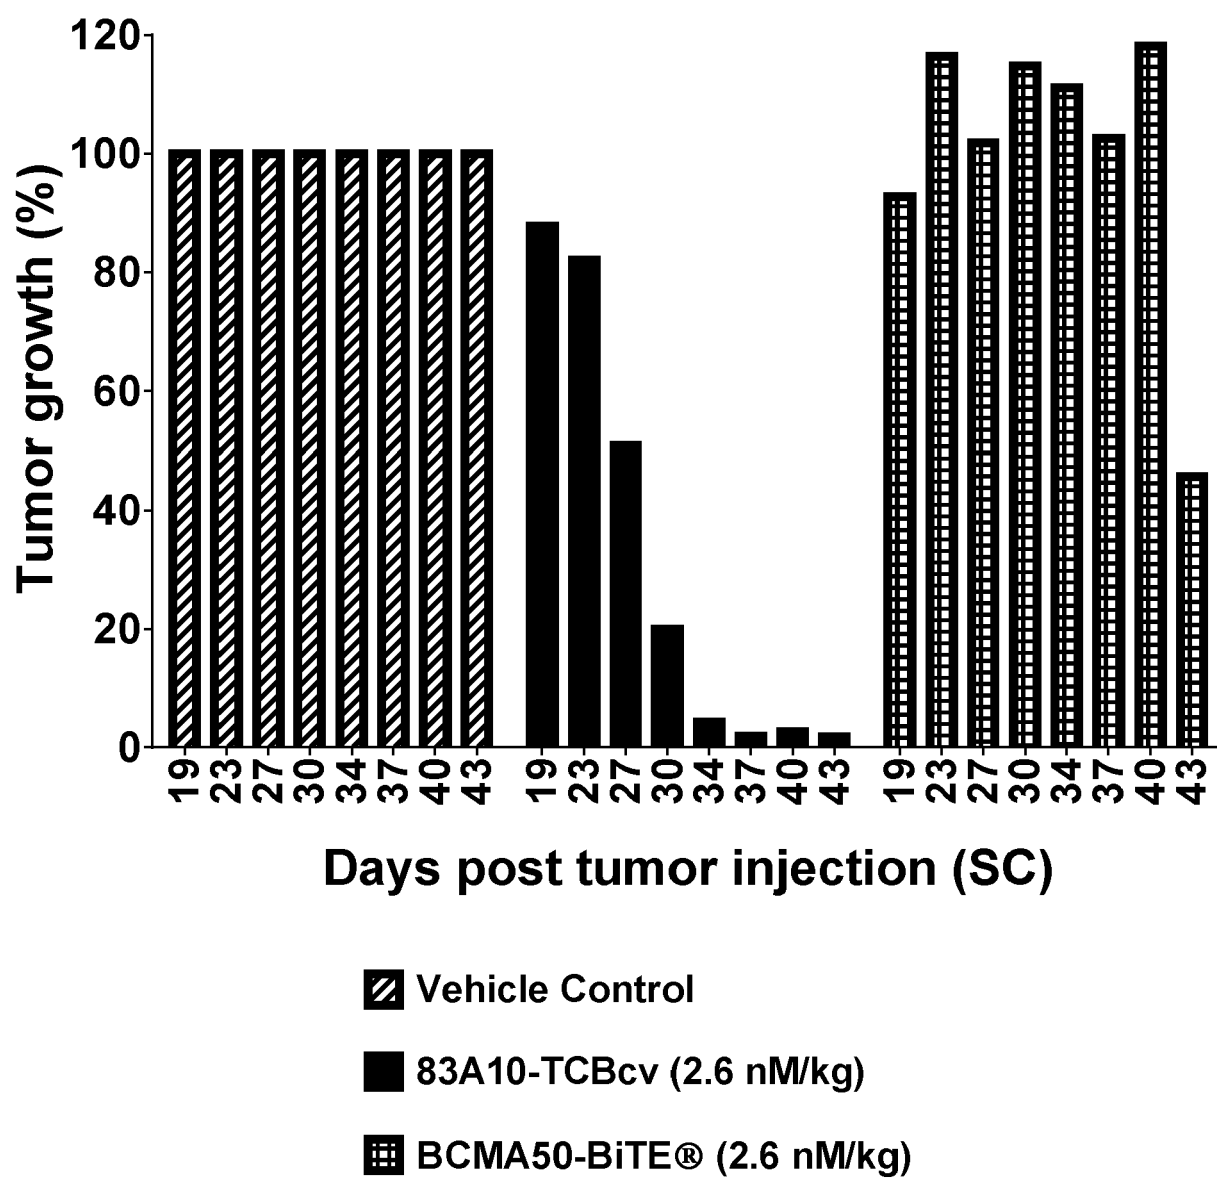 120
100
80
60
40
20
0
Tumor growth (%)
19 23 27 30 34 37 40 43 19 23 27 30 34 37 40 43 19 23 27 30 34 37 40 43
Days post tumor injection (SC)
Vehicle Control
83A10-TCBcv (2.6 nM/kg)
BCMA50-BiTE® (2.6 nM/kg)